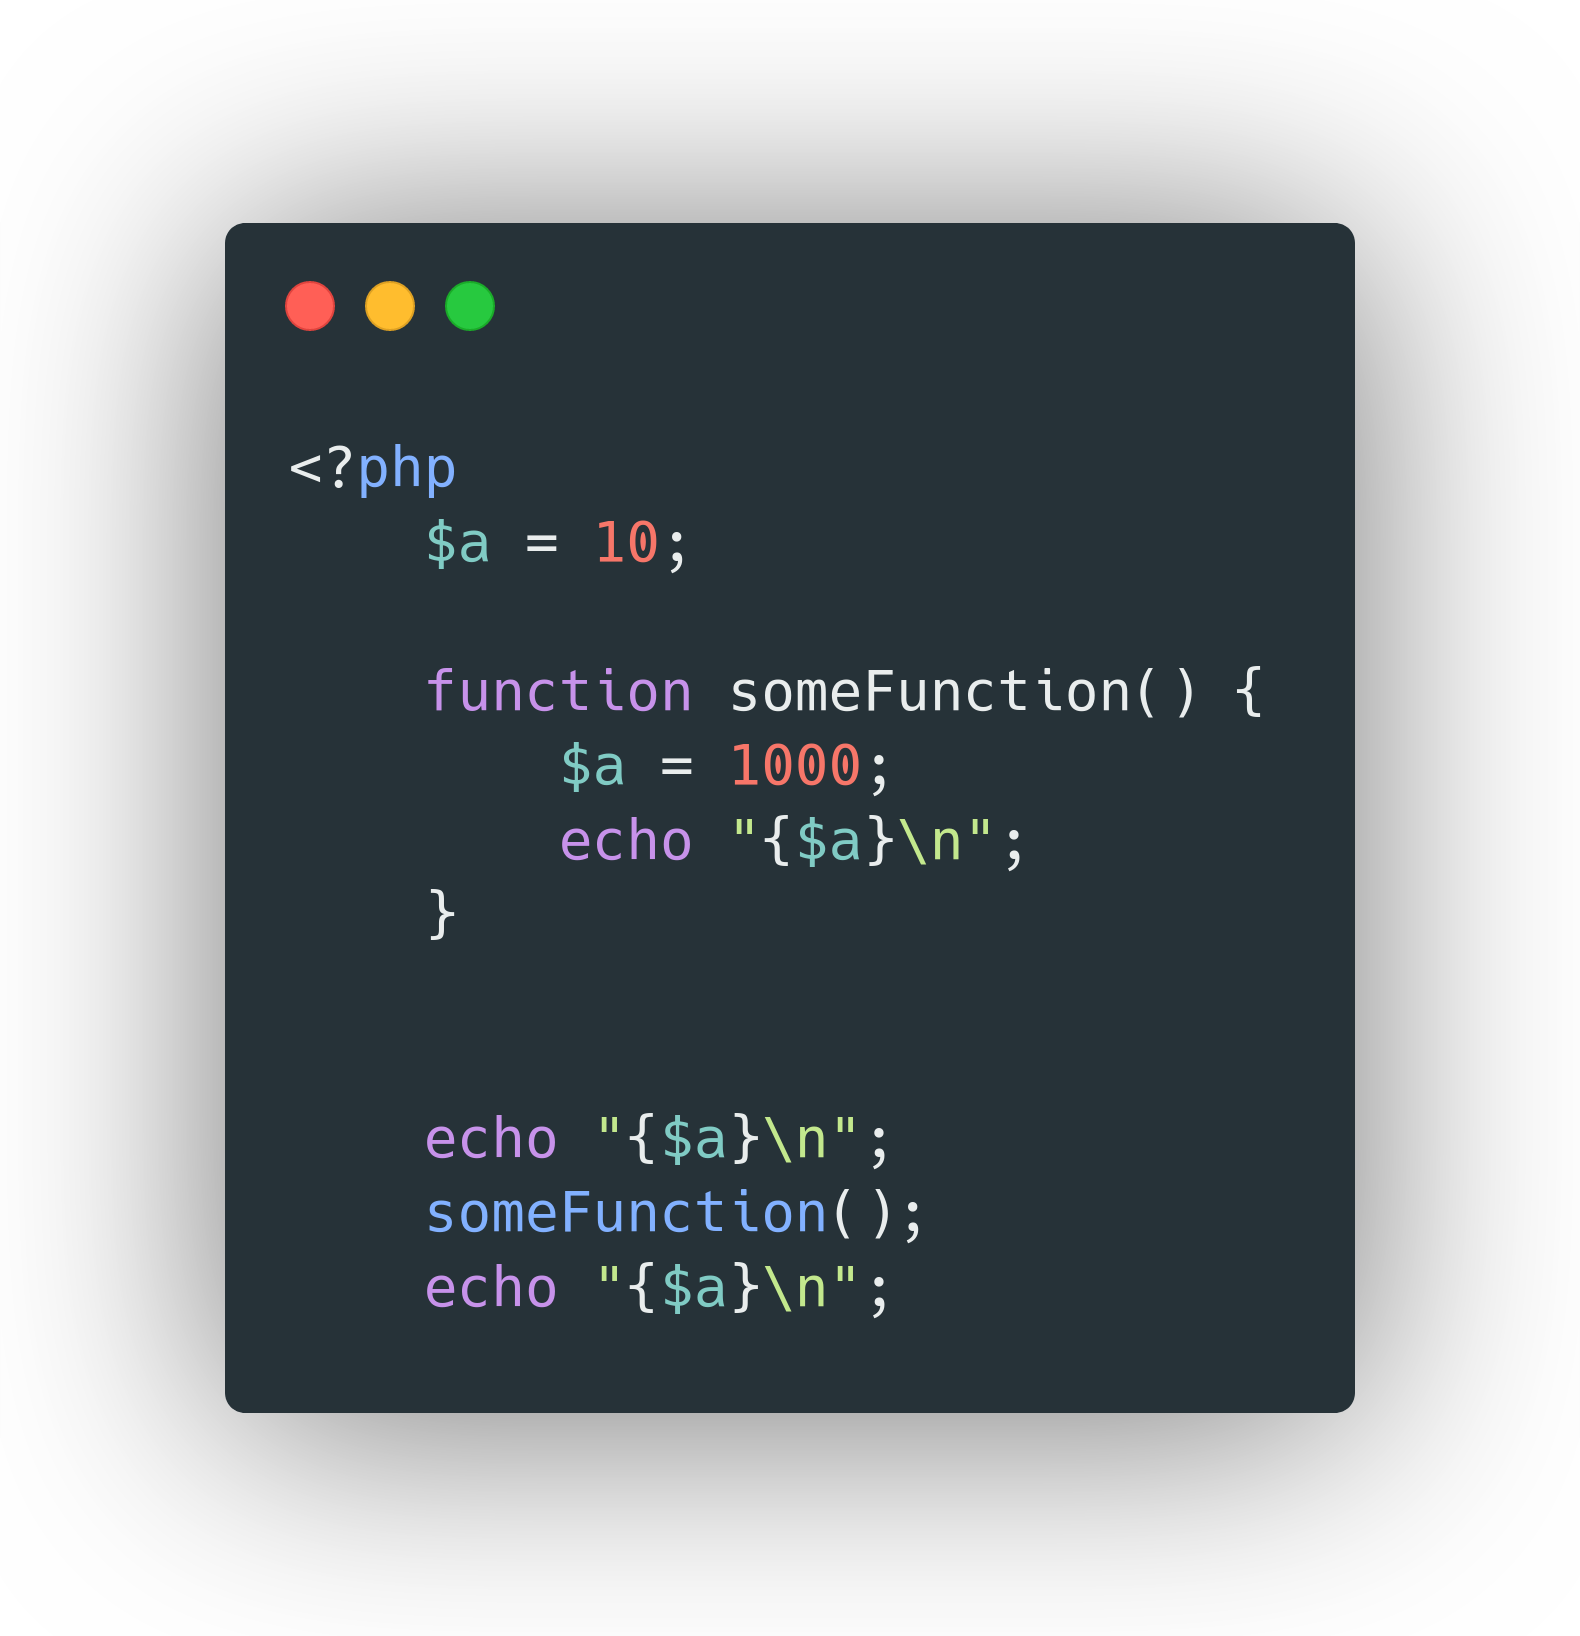 <?php
    $a = 10;

    function someFunction() {
        $a = 1000;
        echo "{$a}\n";
    }


    echo "{$a}\n";
    someFunction();
    echo "{$a}\n";